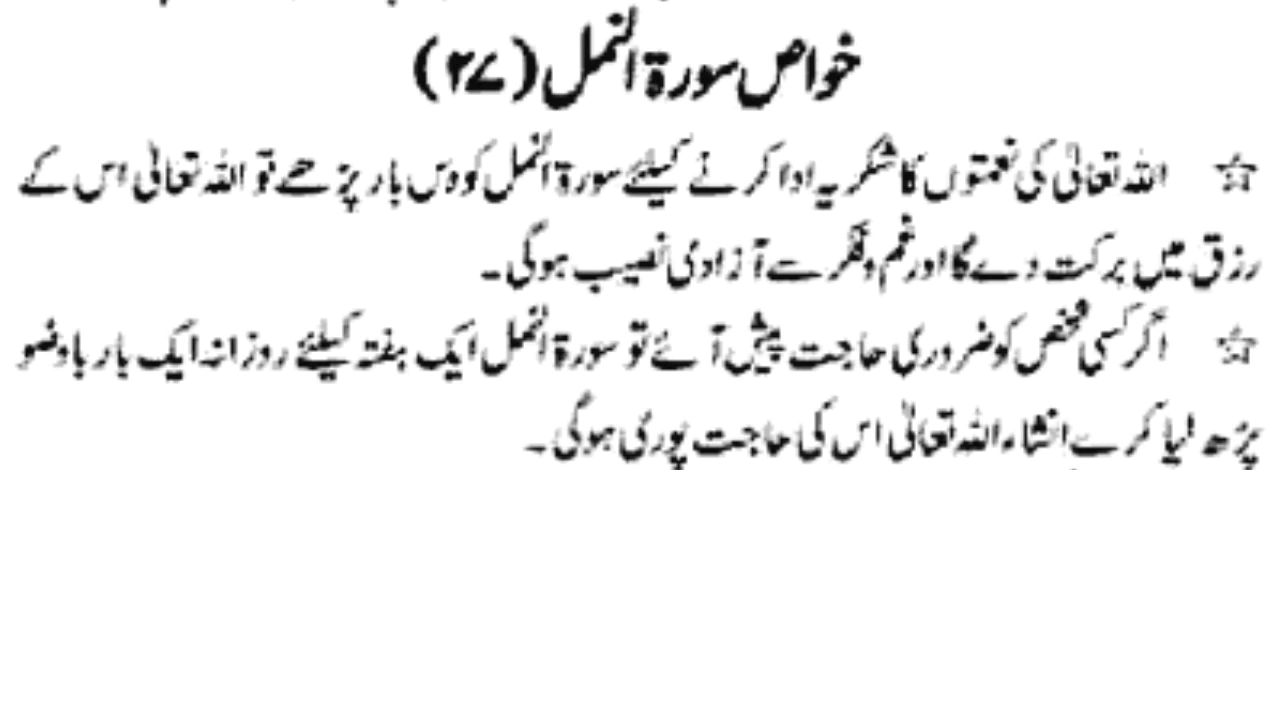 خواص سورۃ النمل (۲۷)
☆ اللہ تعالیٰ کی نعمتوں کا شکریہ ادا کرنے کیلئے سورۃ النمل کو دس بار پڑھے تو اللہ تعالیٰ اس کے
رزق میں برکت دے گا اور غم و فکر سے آزادی نصیب ہوگی۔
☆ اگر کسی شخص کو ضروری حاجت پیش آئے تو سورۃ النمل ایک ہفتہ کیلئے روزانہ ایک بار باوضو
پڑھ لیا کرے انشاء اللہ تعالیٰ اس کی حاجت پوری ہوگی۔